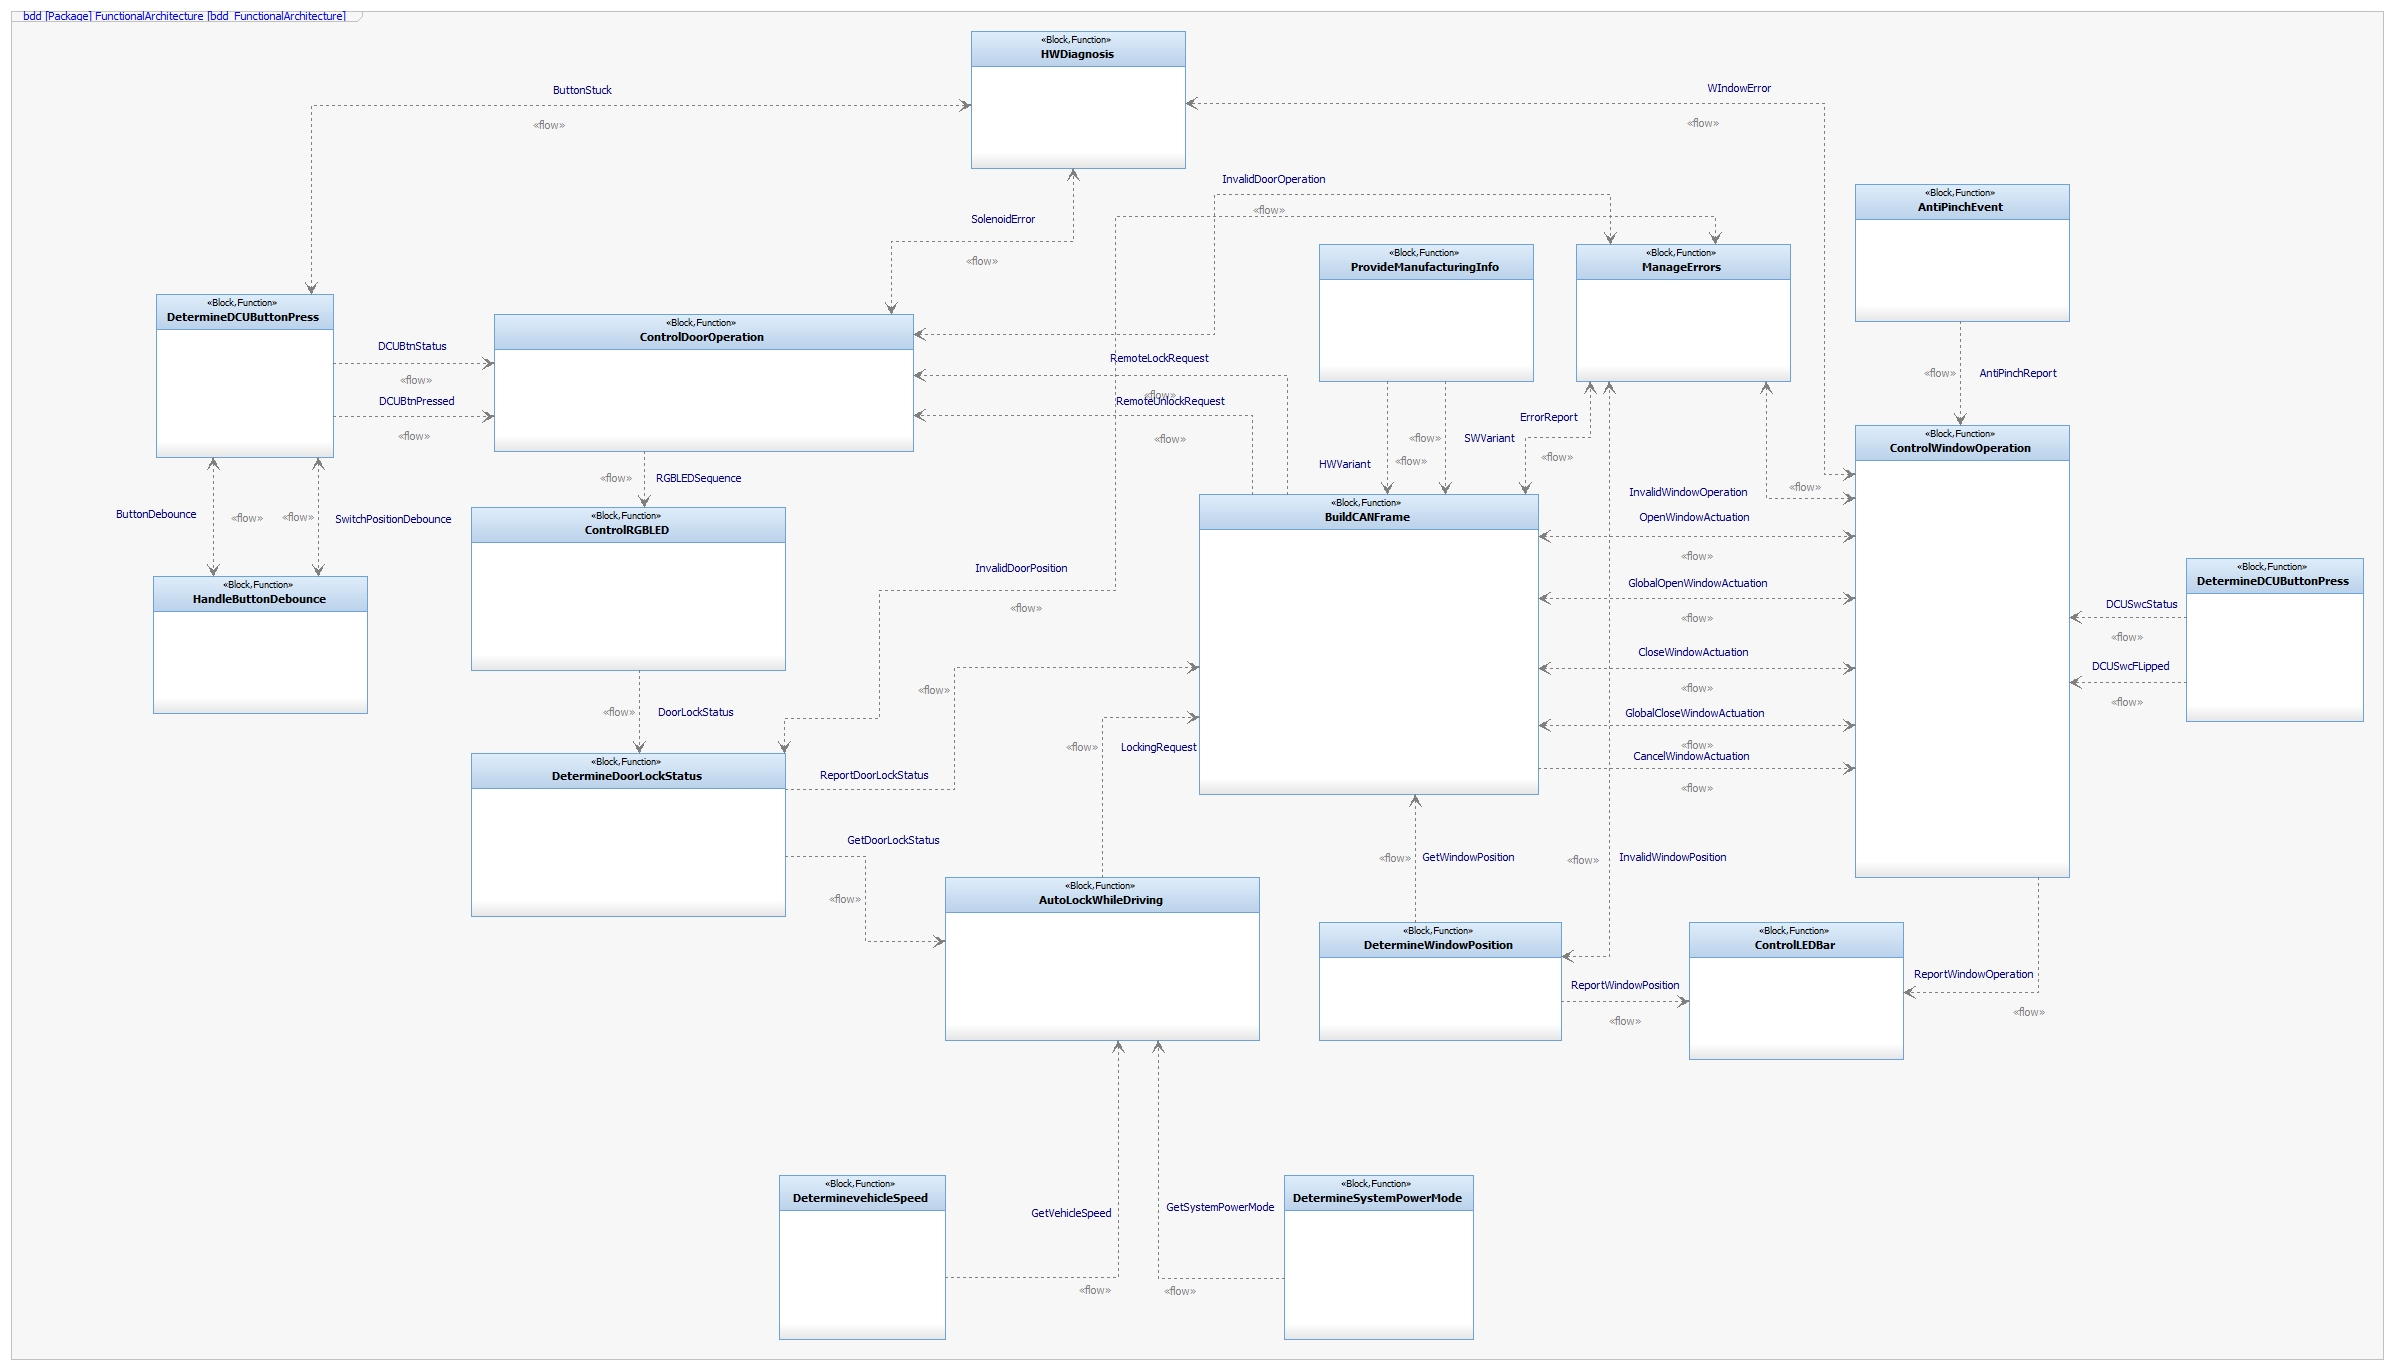 bdd [Package] FunctionalArchitecture [bdd_FunctionalArchitecture]
«Block,Function»
HWDiagnosis
ButtonStuck
«flow»
WIndowError
«flow»
InvalidDoorOperation
«flow»
SolenoidError
«flow»
«Block,Function»
AntiPinchEvent
«Block,Function»
ProvideManufacturingInfo
«Block,Function»
ManageErrors
«Block,Function»
DetermineDCUButtonPress
«Block,Function»
ControlDoorOperation
DCUBtnStatus
«flow»
DCUBtnPressed
«flow»
RemoteLockRequest
«flow»
RemoteUnlockRequest
«flow»
AntiPinchReport
«flow»
ErrorReport
«flow»
SWVariant
«flow»
HWVariant
«flow»
«Block,Function»
ControlWindowOperation
RGBLEDSequence
«flow»
InvalidWindowOperation
«flow»
ButtonDebounce
«flow»
«flow»
SwitchPositionDebounce
«Block,Function»
ControlRGBLED
«Block,Function»
BuildCANFrame
OpenWindowActuation
«flow»
GlobalOpenWindowActuation
«flow»
CloseWindowActuation
«flow»
GlobalCloseWindowActuation
«flow»
CancelWindowActuation
«flow»
«Block,Function»
DetermineDCUButtonPress
DCUSwcStatus
«flow»
DCUSwcFLipped
«flow»
«Block,Function»
HandleButtonDebounce
InvalidDoorPosition
«flow»
«flow»
DoorLockStatus
«flow»
LockingRequest
«flow»
«Block,Function»
DetermineDoorLockStatus
ReportDoorLockStatus
GetDoorLockStatus
«flow»
«Block,Function»
AutoLockWhileDriving
«flow»
GetWindowPosition
«flow»
InvalidWindowPosition
«Block,Function»
DetermineWindowPosition
«Block,Function»
ControlLEDBar
ReportWindowOperation
«flow»
ReportWindowPosition
«flow»
«Block,Function»
DeterminevehicleSpeed
GetVehicleSpeed
«flow»
GetSystemPowerMode
«flow»
«Block,Function»
DetermineSystemPowerMode